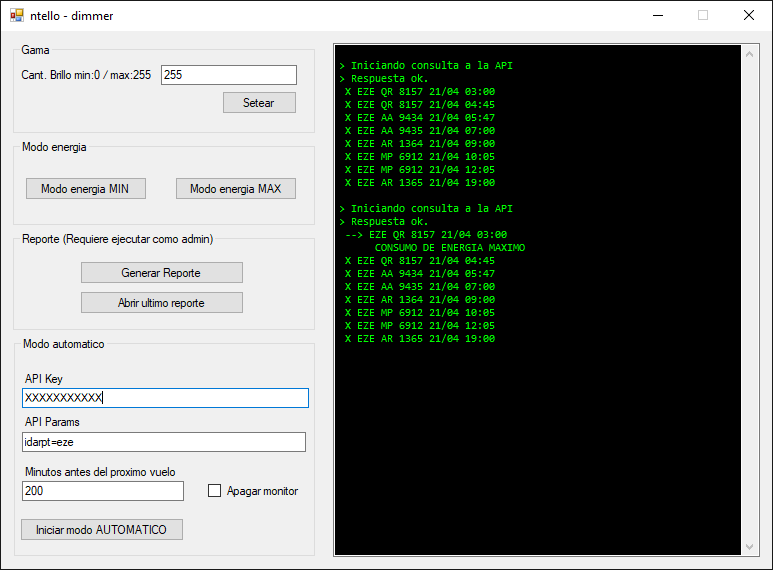 ntello - dimmer
Gama
Cant. Brillo min:0 / max:255
255
Setear
Modo energia
Modo energia MIN
Modo energia MAX
Reporte (Requiere ejecutar como admin)
Generar Reporte
Abrir ultimo reporte
Modo automatico
API Key
XXXXXXXXXXX
API Params
idarpt=eze
Minutos antes del proximo vuelo
200
Apagar monitor
Iniciar modo AUTOMATICO
> Iniciando consulta a la API
> Respuesta ok.
X EZE QR 8157 21/04 03:00
X EZE QR 8157 21/04 04:45
X EZE AA 9434 21/04 05:47
X EZE AA 9435 21/04 07:00
X EZE AR 1364 21/04 09:00
X EZE MP 6912 21/04 10:05
X EZE MP 6912 21/04 12:05
X EZE AR 1365 21/04 19:00
> Iniciando consulta a la API
> Respuesta ok.
--> EZE QR 8157 21/04 03:00
CONSUMO DE ENERGIA MAXIMO
X EZE QR 8157 21/04 04:45
X EZE AA 9434 21/04 05:47
X EZE AA 9435 21/04 07:00
X EZE AR 1364 21/04 09:00
X EZE MP 6912 21/04 10:05
X EZE MP 6912 21/04 12:05
X EZE AR 1365 21/04 19:00